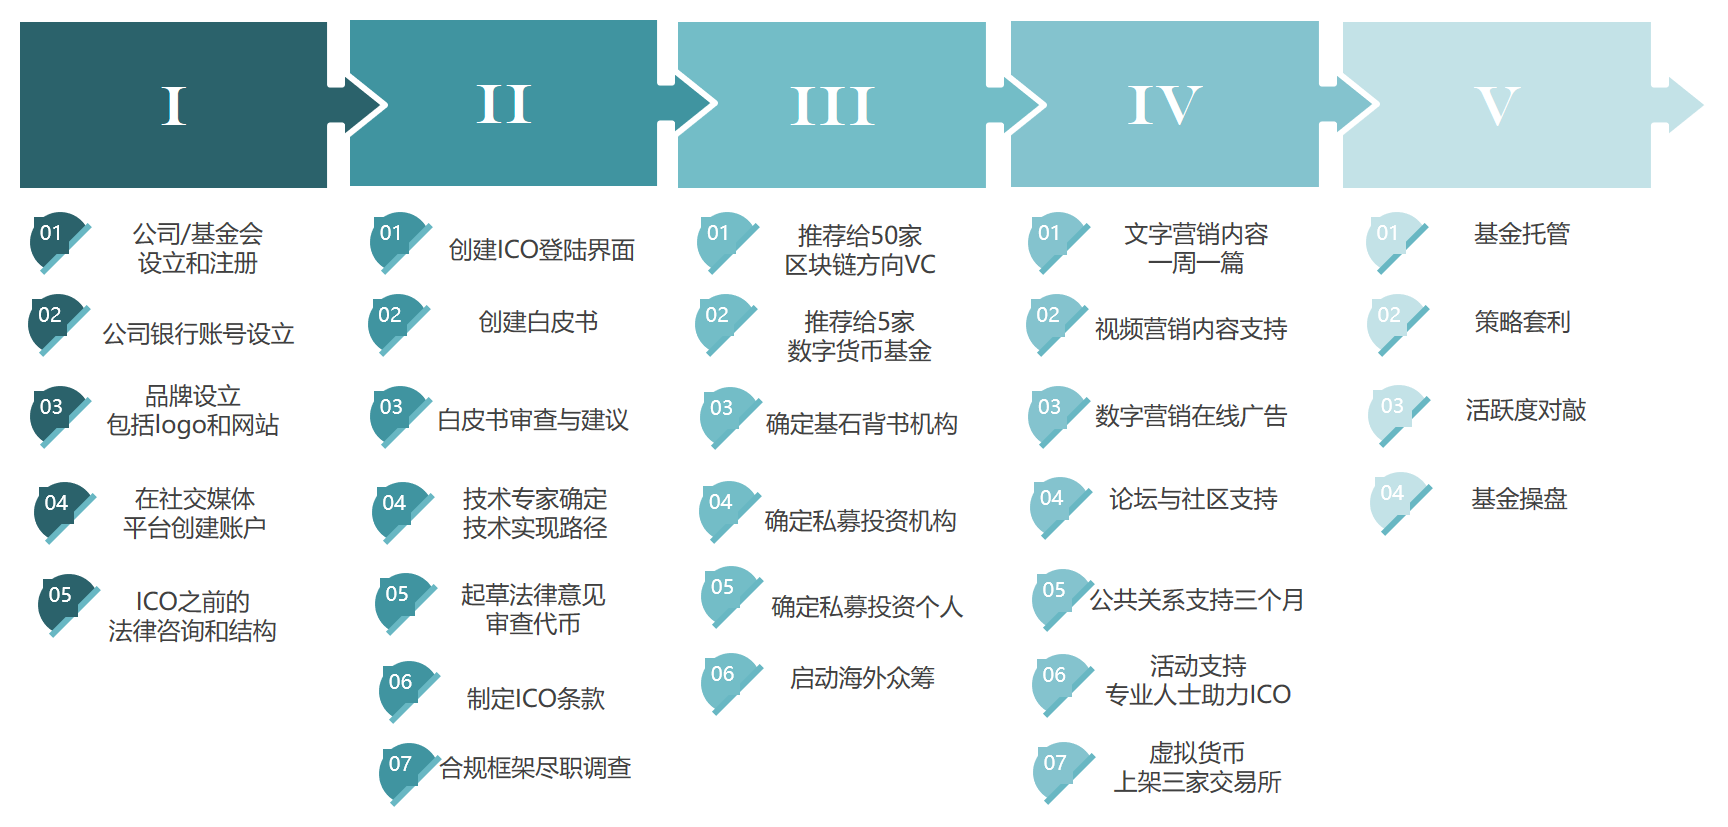 I
II
III
IV
V
01
公司/基金会
设立和注册
02
公司银行账号设立
03
品牌设立
包括logo和网站
04
在社交媒体
平台创建账户
05
ICO之前的
法律咨询和结构
01
创建ICO登陆界面
02
创建白皮书
03
白皮书审查与建议
04
技术专家确定
技术实现路径
05
起草法律意见
审查代币
06
制定ICO条款
07
合规框架尽职调查
01
推荐给50家
区块链方向VC
02
推荐给5家
数字货币基金
03
确定基石背书机构
04
确定私募投资机构
05
确定私募投资个人
06
启动海外众筹
01
文字营销内容
一周一篇
02
视频营销内容支持
03
数字营销在线广告
04
论坛与社区支持
05
公共关系支持三个月
06
活动支持
专业人士助力ICO
07
虚拟货币
上架三家交易所
01
基金托管
02
策略套利
03
活跃度对敲
04
基金操盘